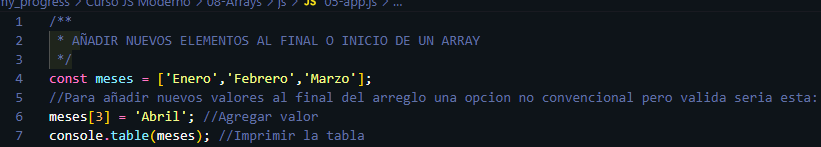 my_progress > Curso JS Moderno > 08-Arrays > js > JS 05-app.js > ...
1 /**
2 * AÑADIR NUEVOS ELEMENTOS AL FINAL O INICIO DE UN ARRAY
3 */
4 const meses = ['Enero','Febrero','Marzo'];
5 //Para añadir nuevos valores al final del arreglo una opcion no convencional pero valida seria esta:
6 meses[3] = 'Abril'; //Agregar valor
7 console.table(meses); //Imprimir la tabla